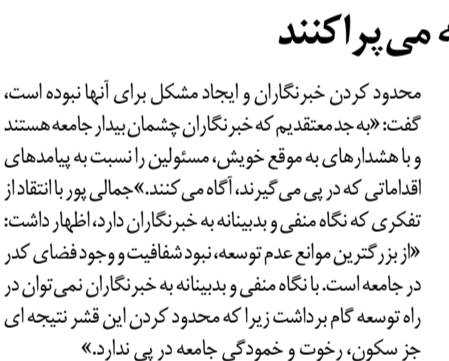 می‌پراکنند
محدود کردن خبرنگاران و ایجاد مشکل برای آنها نبوده است،
گفت: «به جد معتقدیم که خبرنگاران چشمان بیدار جامعه هستند
و با هشدارهای به موقع خویش، مسئولین را نسبت به پیامدهای
اقداماتی که در پی می گیرند، آگاه می کنند.» جمالی پور با انتقاد از
تفکری که نگاه منفی و بدبینانه به خبرنگاران دارد، اظهار داشت:
«از بزرگترین موانع عدم توسعه، نبود شفافیت و وجود فضای کدر
در جامعه است. با نگاه منفی و بدبینانه به خبرنگاران نمی توان در
راه توسعه گام برداشت زیرا که محدود کردن این قشر نتیجه ای
جز سکون، رخوت و خمودگی جامعه در پی ندارد.»